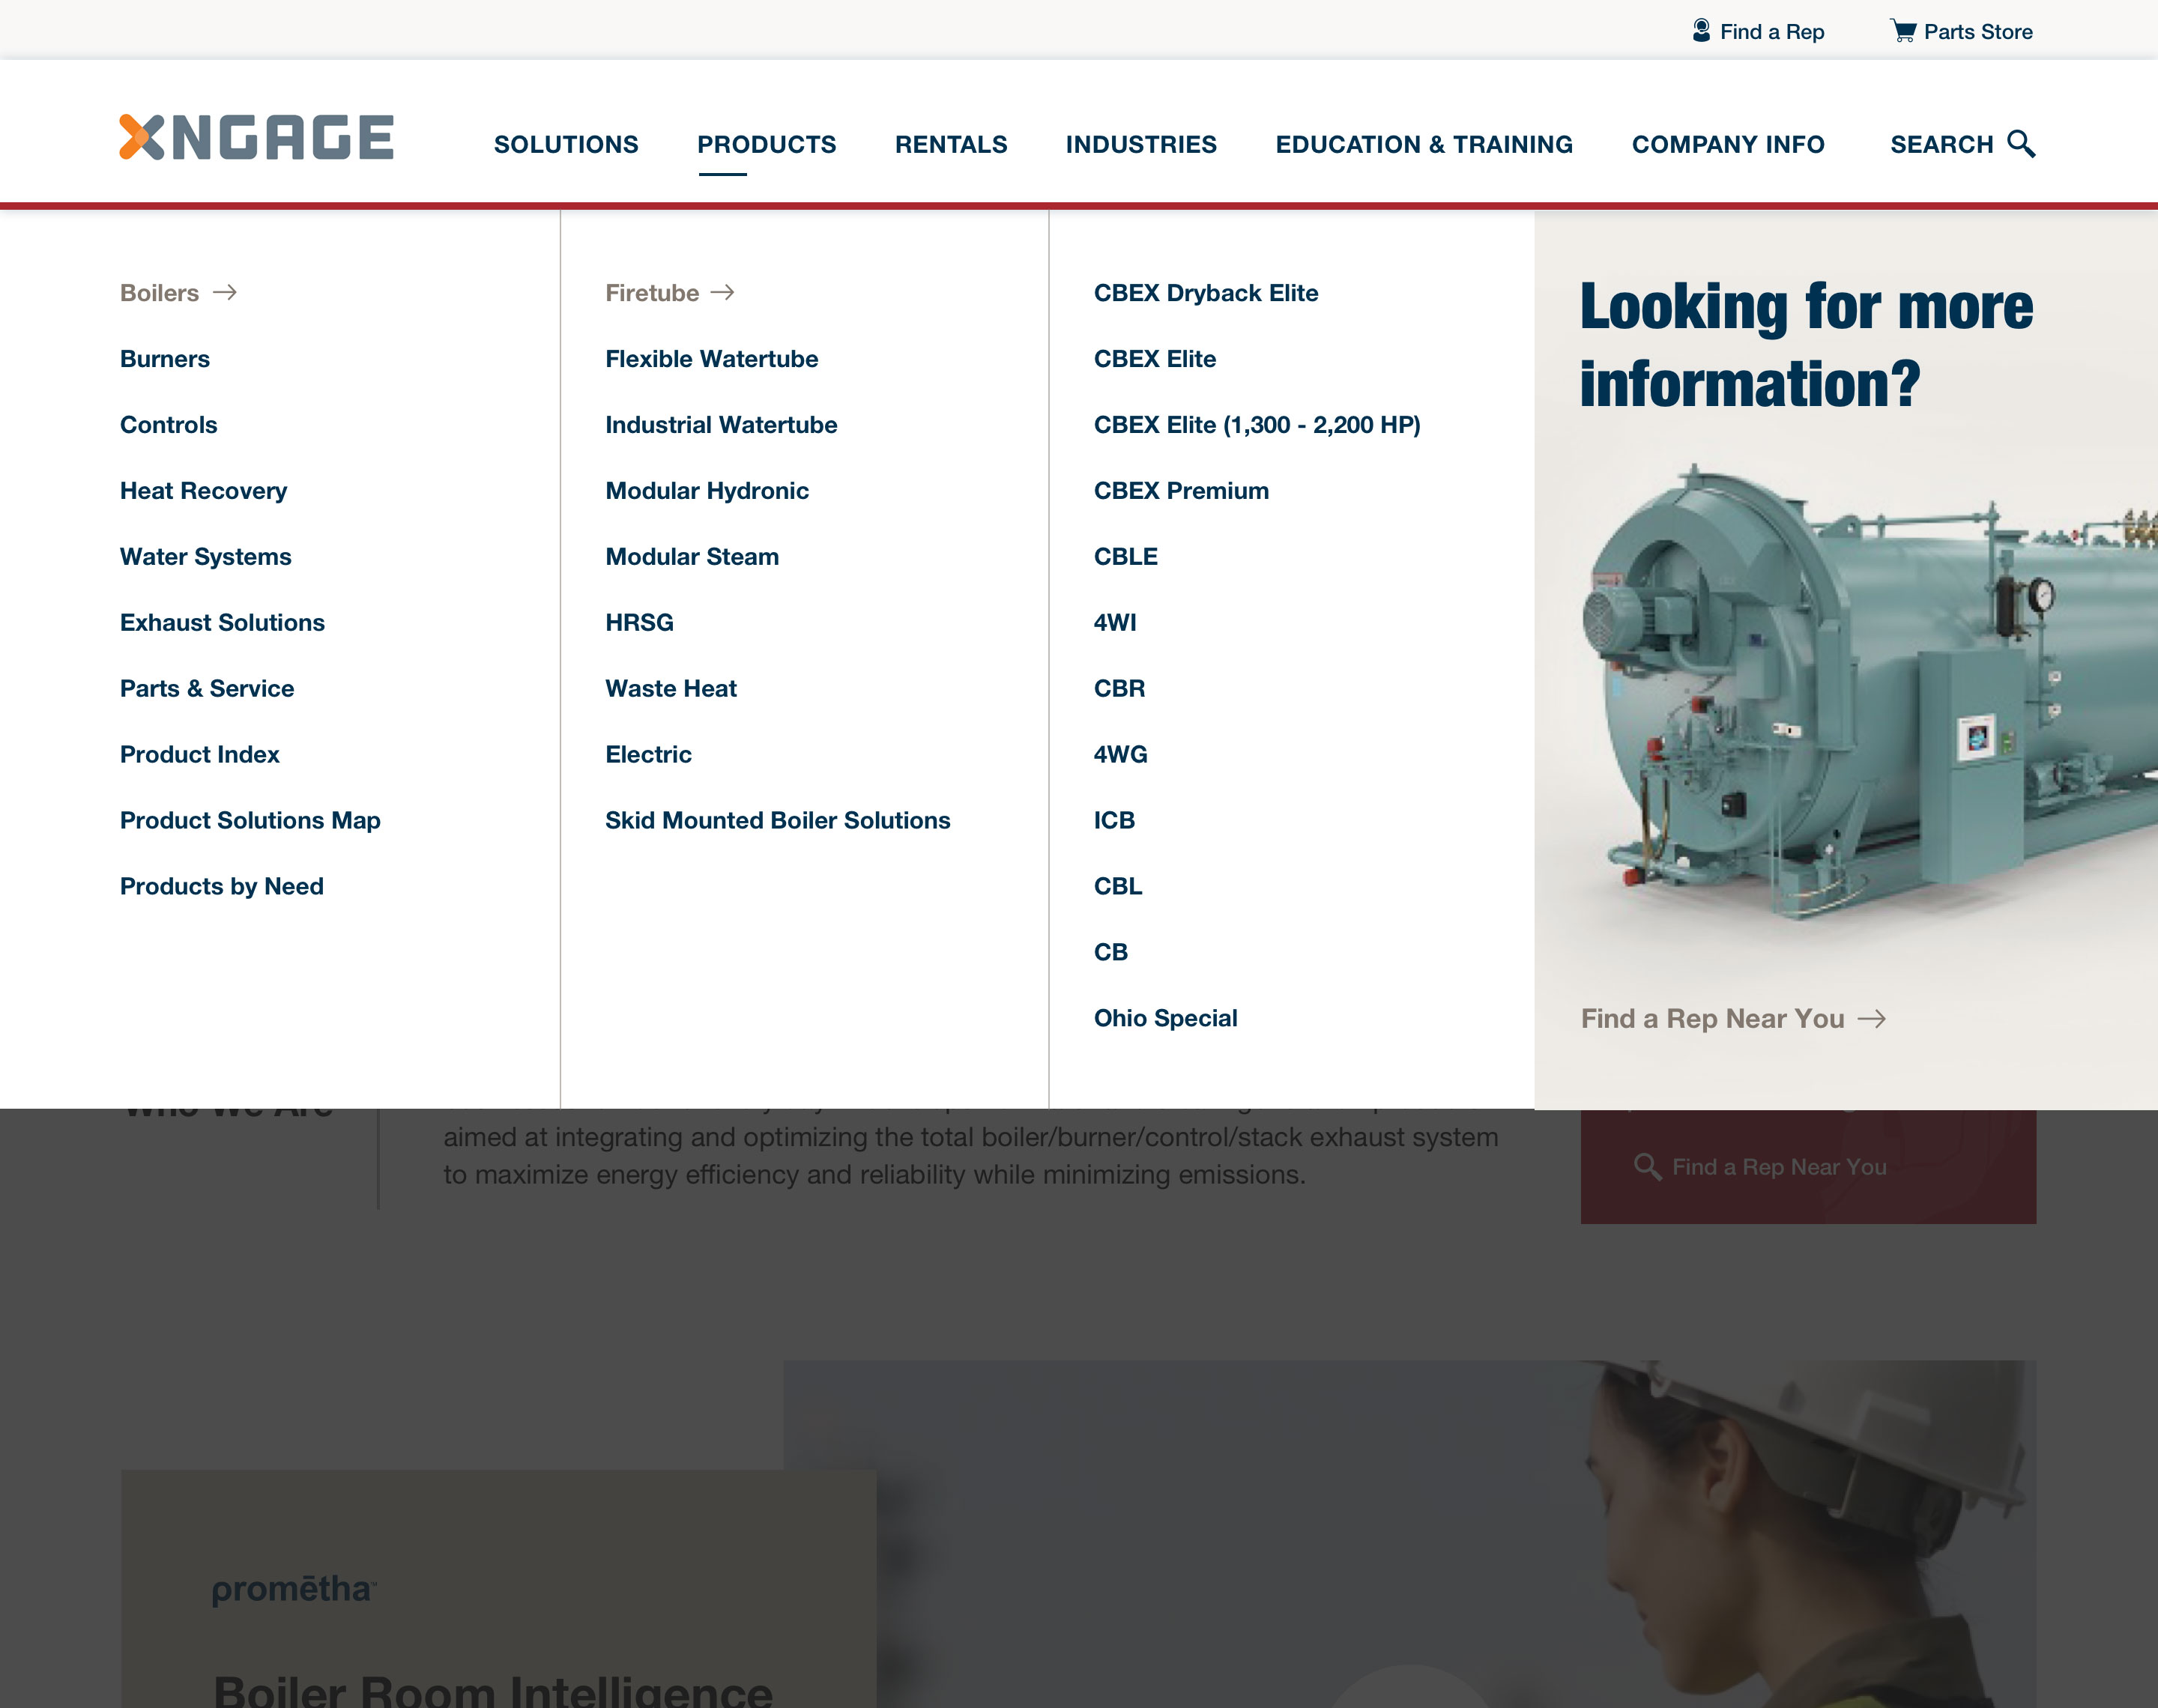 Find a Rep
Parts Store
XNGAGE
SOLUTIONS
PRODUCTS
RENTALS
INDUSTRIES
EDUCATION & TRAINING
COMPANY INFO
SEARCH
Boilers →
Burners
Controls
Heat Recovery
Water Systems
Exhaust Solutions
Parts & Service
Product Index
Product Solutions Map
Products by Need
Firetube →
Flexible Watertube
Industrial Watertube
Modular Hydronic
Modular Steam
HRSG
Waste Heat
Electric
Skid Mounted Boiler Solutions
CBEX Dryback Elite
CBEX Elite
CBEX Elite (1,300 - 2,200 HP)
CBEX Premium
CBLE
4WI
CBR
4WG
ICB
CBL
CB
Ohio Special
Looking for more
information?
Find a Rep Near You →
Who We Are
aimed at integrating and optimizing the total boiler/burner/control/stack exhaust system
to maximize energy efficiency and reliability while minimizing emissions.
Find a Rep Near You
promētha™
Boiler Room Intelligence